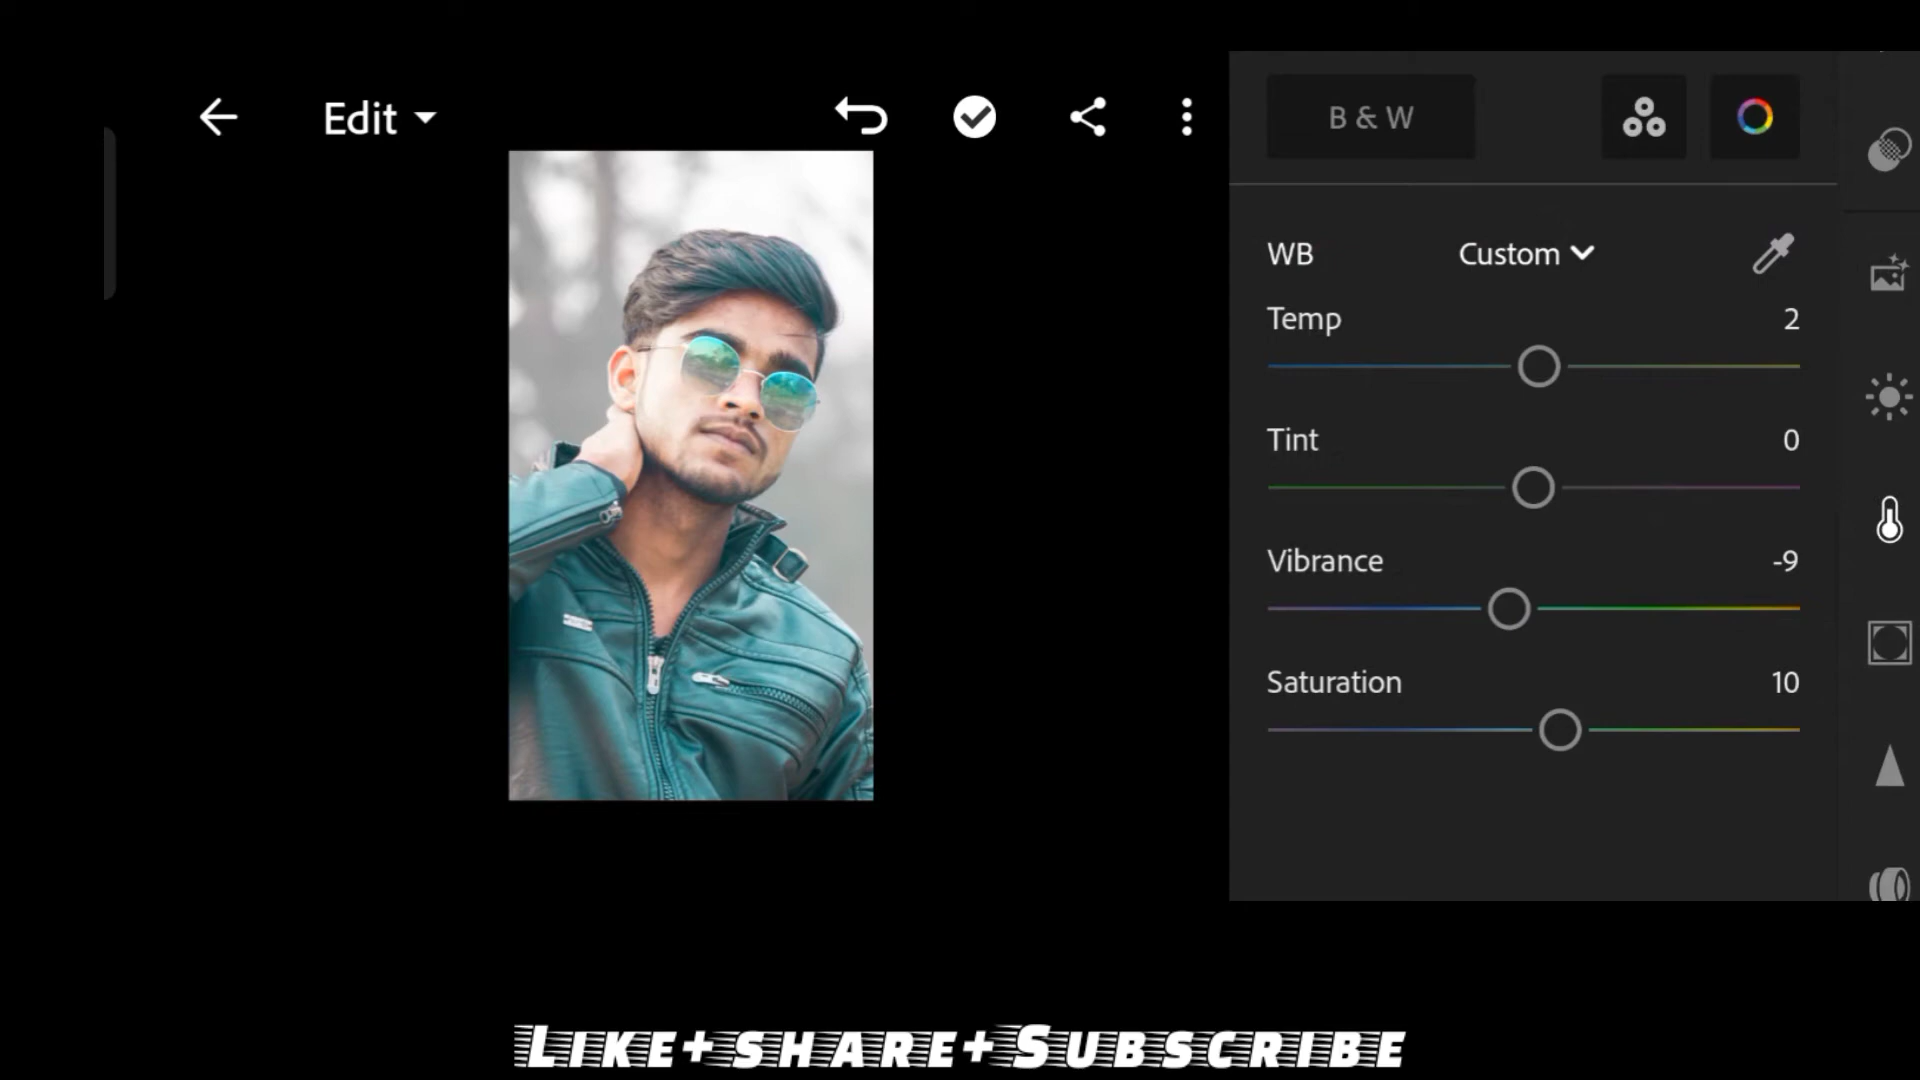 Edit
B & W
WB Custom
Temp 2
Tint 0
Vibrance -9
Saturation 10
LIKE+SHARE+SUBSCRIBE